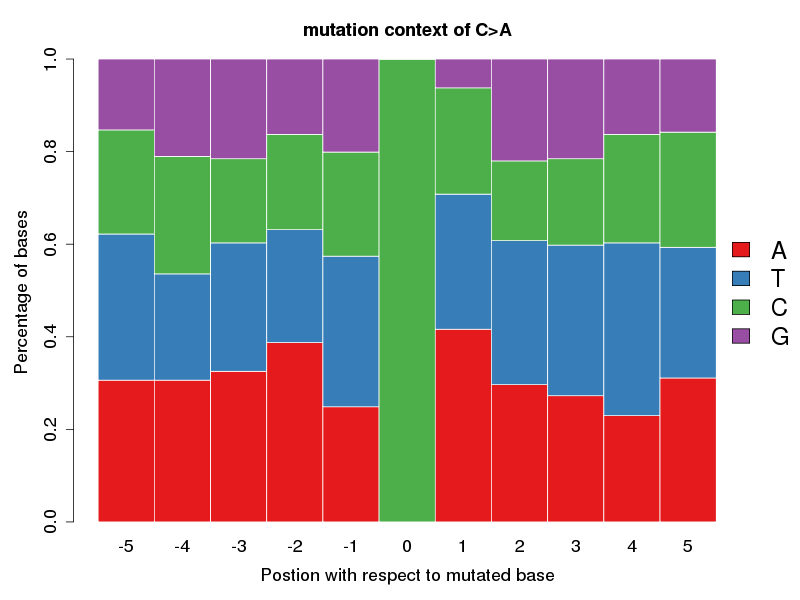 mutation context of C>A
Percentage of bases
1.0
0.8
0.6
0.4
0.2
0.0
-5 -4 -3 -2 -1 0 1 2 3 4 5
Postion with respect to mutated base
A
T
C
G